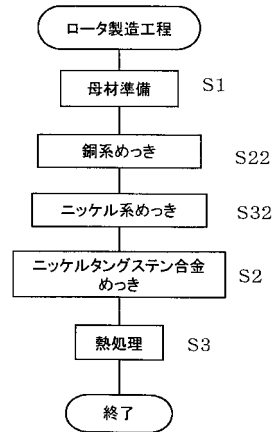 ロータ製造工程
母材準備 S1
銅系めっき S22
ニッケル系めっき S32
ニッケルタングステン合金
めっき S2
熱処理 S3
終了